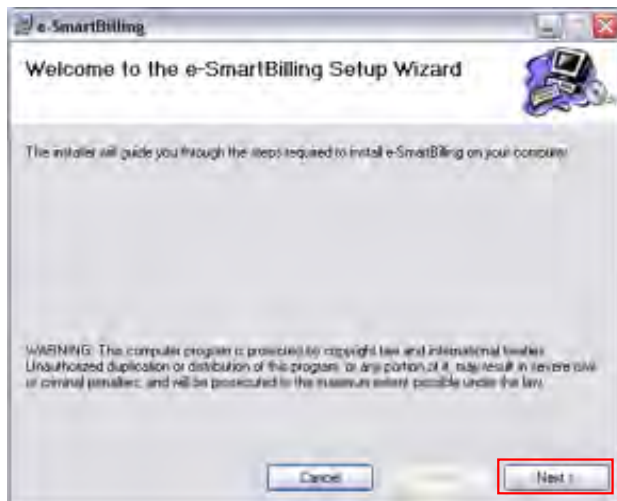 e-SmartBilling
Welcome to the e-SmartBilling Setup Wizard
The installer will guide you through the steps required to install e-SmartBilling on your computer.
WARNING: This computer program is protected by copyright law and international treaties.
Unauthorized duplication or distribution of this program, or any portion of it, may result in severe civil
or criminal penalties, and will be prosecuted to the maximum extent possible under the law.
Cancel
Next >